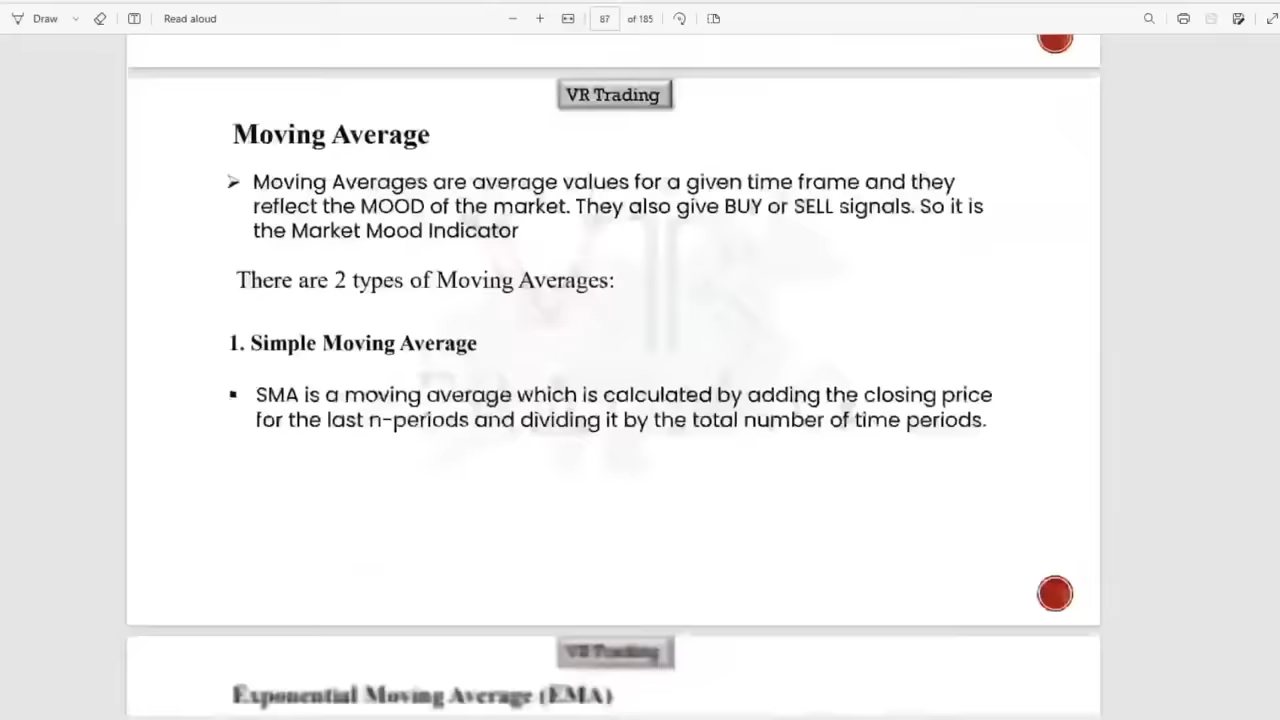 Draw
Read aloud
87
of 185
VR Trading
Moving Average
➢ Moving Averages are average values for a given time frame and they
reflect the MOOD of the market. They also give BUY or SELL signals. So it is
the Market Mood Indicator
There are 2 types of Moving Averages:
1. Simple Moving Average
▪ SMA is a moving average which is calculated by adding the closing price
for the last n-periods and dividing it by the total number of time periods.
VR Trading
Exponential Moving Average (EMA)